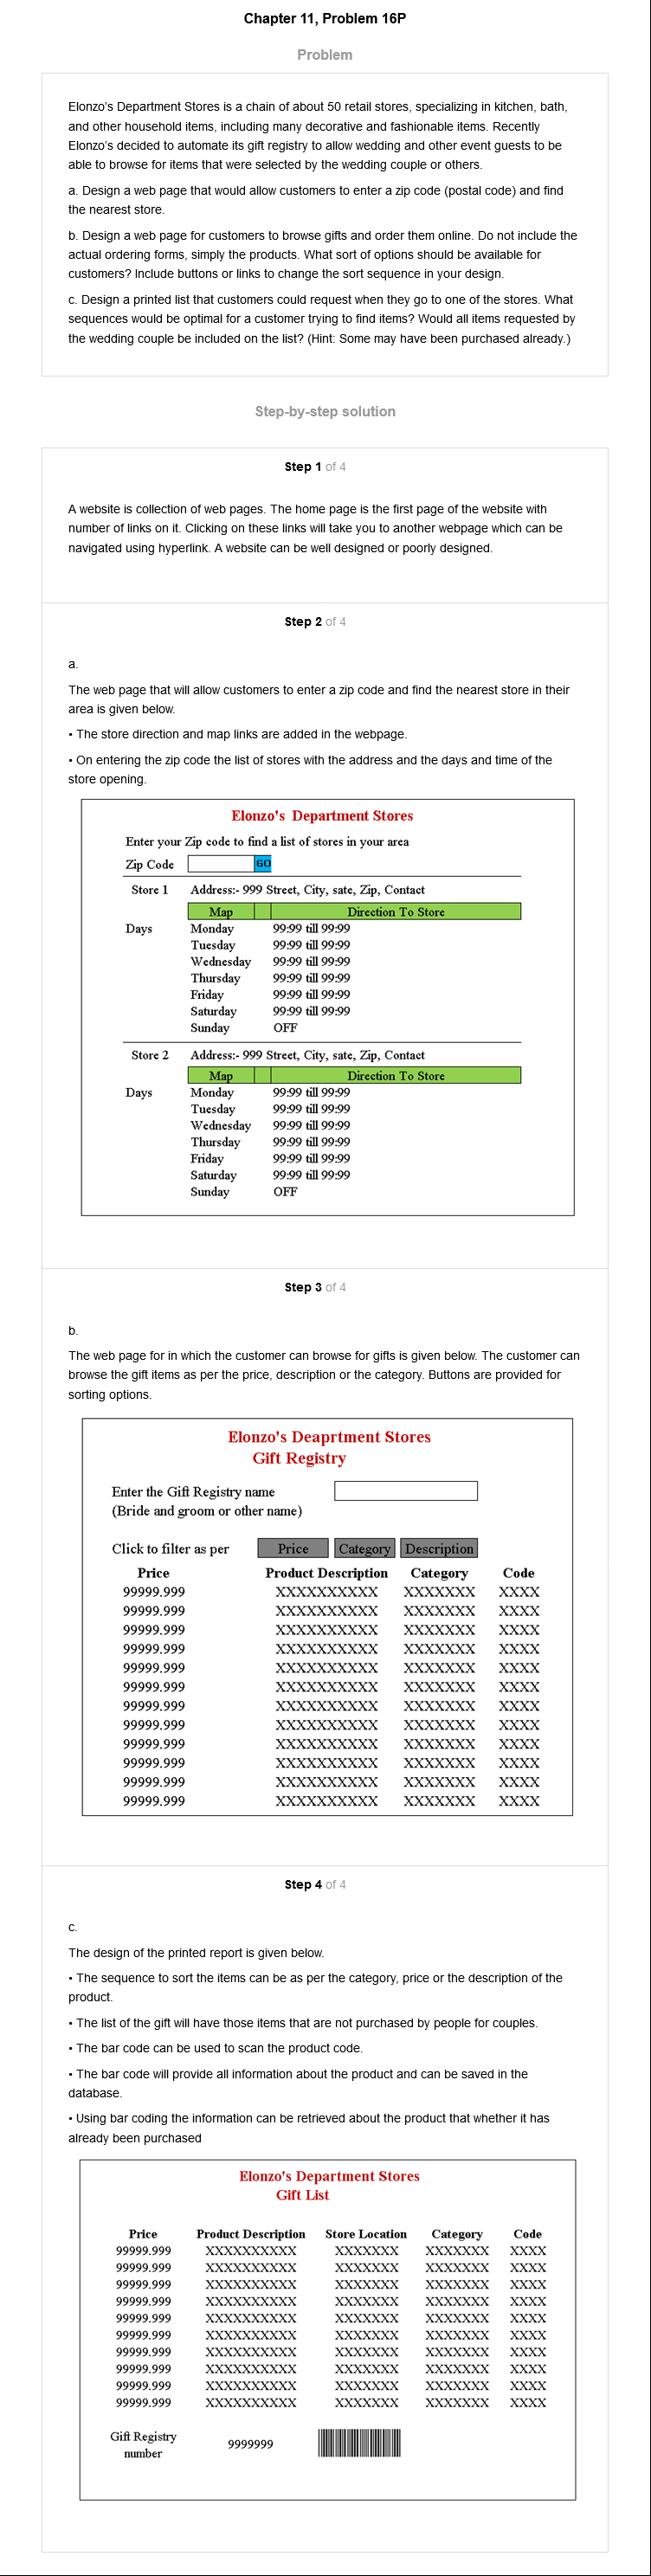 Chapter 11, Problem 16P
Problem
Elonzo’s Department Stores is a chain of about 50 retail stores, specializing in kitchen, bath,
and other household items, including many decorative and fashionable items. Recently
Elonzo’s decided to automate its gift registry to allow wedding and other event guests to be
able to browse for items that were selected by the wedding couple or others.
a. Design a web page that would allow customers to enter a zip code (postal code) and find
the nearest store.
b. Design a web page for customers to browse gifts and order them online. Do not include the
actual ordering forms, simply the products. What sort of options should be available for
customers? Include buttons or links to change the sort sequence in your design.
c. Design a printed list that customers could request when they go to one of the stores. What
sequences would be optimal for a customer trying to find items? Would all items requested by
the wedding couple be included on the list? (Hint: Some may have been purchased already.)
Step-by-step solution
Step 1 of 4
A website is collection of web pages. The home page is the first page of the website with
number of links on it. Clicking on these links will take you to another webpage which can be
navigated using hyperlink. A website can be well designed or poorly designed.
Step 2 of 4
a.
The web page that will allow customers to enter a zip code and find the nearest store in their
area is given below.
• The store direction and map links are added in the webpage.
• On entering the zip code the list of stores with the address and the days and time of the
store opening.
Elonzo's Department Stores
Enter your Zip code to find a list of stores in your area
Zip Code GO
Store 1 Address:- 999 Street, City, sate, Zip, Contact
Map Direction To Store
Days Monday 99:99 till 99:99
Tuesday 99:99 till 99:99
Wednesday 99:99 till 99:99
Thursday 99:99 till 99:99
Friday 99:99 till 99:99
Saturday 99:99 till 99:99
Sunday OFF
Store 2 Address:- 999 Street, City, sate, Zip, Contact
Map Direction To Store
Days Monday 99:99 till 99:99
Tuesday 99:99 till 99:99
Wednesday 99:99 till 99:99
Thursday 99:99 till 99:99
Friday 99:99 till 99:99
Saturday 99:99 till 99:99
Sunday OFF
Step 3 of 4
b.
The web page for in which the customer can browse for gifts is given below. The customer can
browse the gift items as per the price, description or the category. Buttons are provided for
sorting options.
Elonzo's Deaprtment Stores
Gift Registry
Enter the Gift Registry name
(Bride and groom or other name)
Click to filter as per Price Category Description
Price Product Description Category Code
99999.999 XXXXXXXXXX XXXXXXX XXXX
99999.999 XXXXXXXXXX XXXXXXX XXXX
99999.999 XXXXXXXXXX XXXXXXX XXXX
99999.999 XXXXXXXXXX XXXXXXX XXXX
99999.999 XXXXXXXXXX XXXXXXX XXXX
99999.999 XXXXXXXXXX XXXXXXX XXXX
99999.999 XXXXXXXXXX XXXXXXX XXXX
99999.999 XXXXXXXXXX XXXXXXX XXXX
99999.999 XXXXXXXXXX XXXXXXX XXXX
99999.999 XXXXXXXXXX XXXXXXX XXXX
99999.999 XXXXXXXXXX XXXXXXX XXXX
99999.999 XXXXXXXXXX XXXXXXX XXXX
Step 4 of 4
c.
The design of the printed report is given below.
• The sequence to sort the items can be as per the category, price or the description of the
product.
• The list of the gift will have those items that are not purchased by people for couples.
• The bar code can be used to scan the product code.
• The bar code will provide all information about the product and can be saved in the
database.
• Using bar coding the information can be retrieved about the product that whether it has
already been purchased
Elonzo's Department Stores
Gift List
Price Product Description Store Location Category Code
99999.999 XXXXXXXXXX XXXXXXX XXXXXXX XXXX
99999.999 XXXXXXXXXX XXXXXXX XXXXXXX XXXX
99999.999 XXXXXXXXXX XXXXXXX XXXXXXX XXXX
99999.999 XXXXXXXXXX XXXXXXX XXXXXXX XXXX
99999.999 XXXXXXXXXX XXXXXXX XXXXXXX XXXX
99999.999 XXXXXXXXXX XXXXXXX XXXXXXX XXXX
99999.999 XXXXXXXXXX XXXXXXX XXXXXXX XXXX
99999.999 XXXXXXXXXX XXXXXXX XXXXXXX XXXX
99999.999 XXXXXXXXXX XXXXXXX XXXXXXX XXXX
99999.999 XXXXXXXXXX XXXXXXX XXXXXXX XXXX
Gift Registry
number 9999999